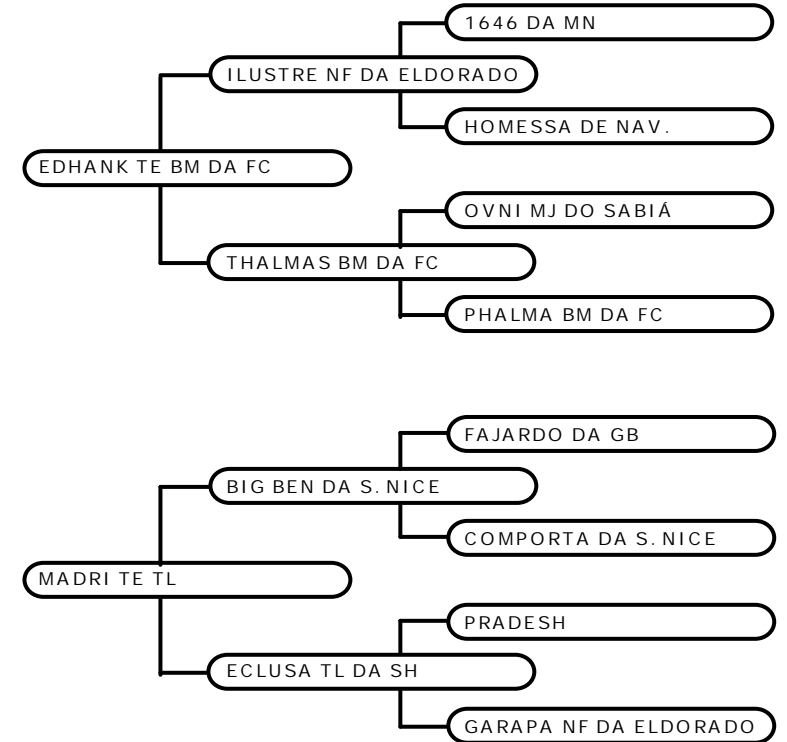 1646 DA MN
ILUSTRE NF DA ELDORADO
HOMESSA DE NAV.
EDHANK TE BM DA FC
OVNI MJ DO SABIÁ
THALMAS BM DA FC
PHALMA BM DA FC
FAJARDO DA GB
BIG BEN DA S. NICE
COMPORTA DA S. NICE
MADRI TE TL
PRADESH
ECLUSA TL DA SH
GARAPA NF DA ELDORADO